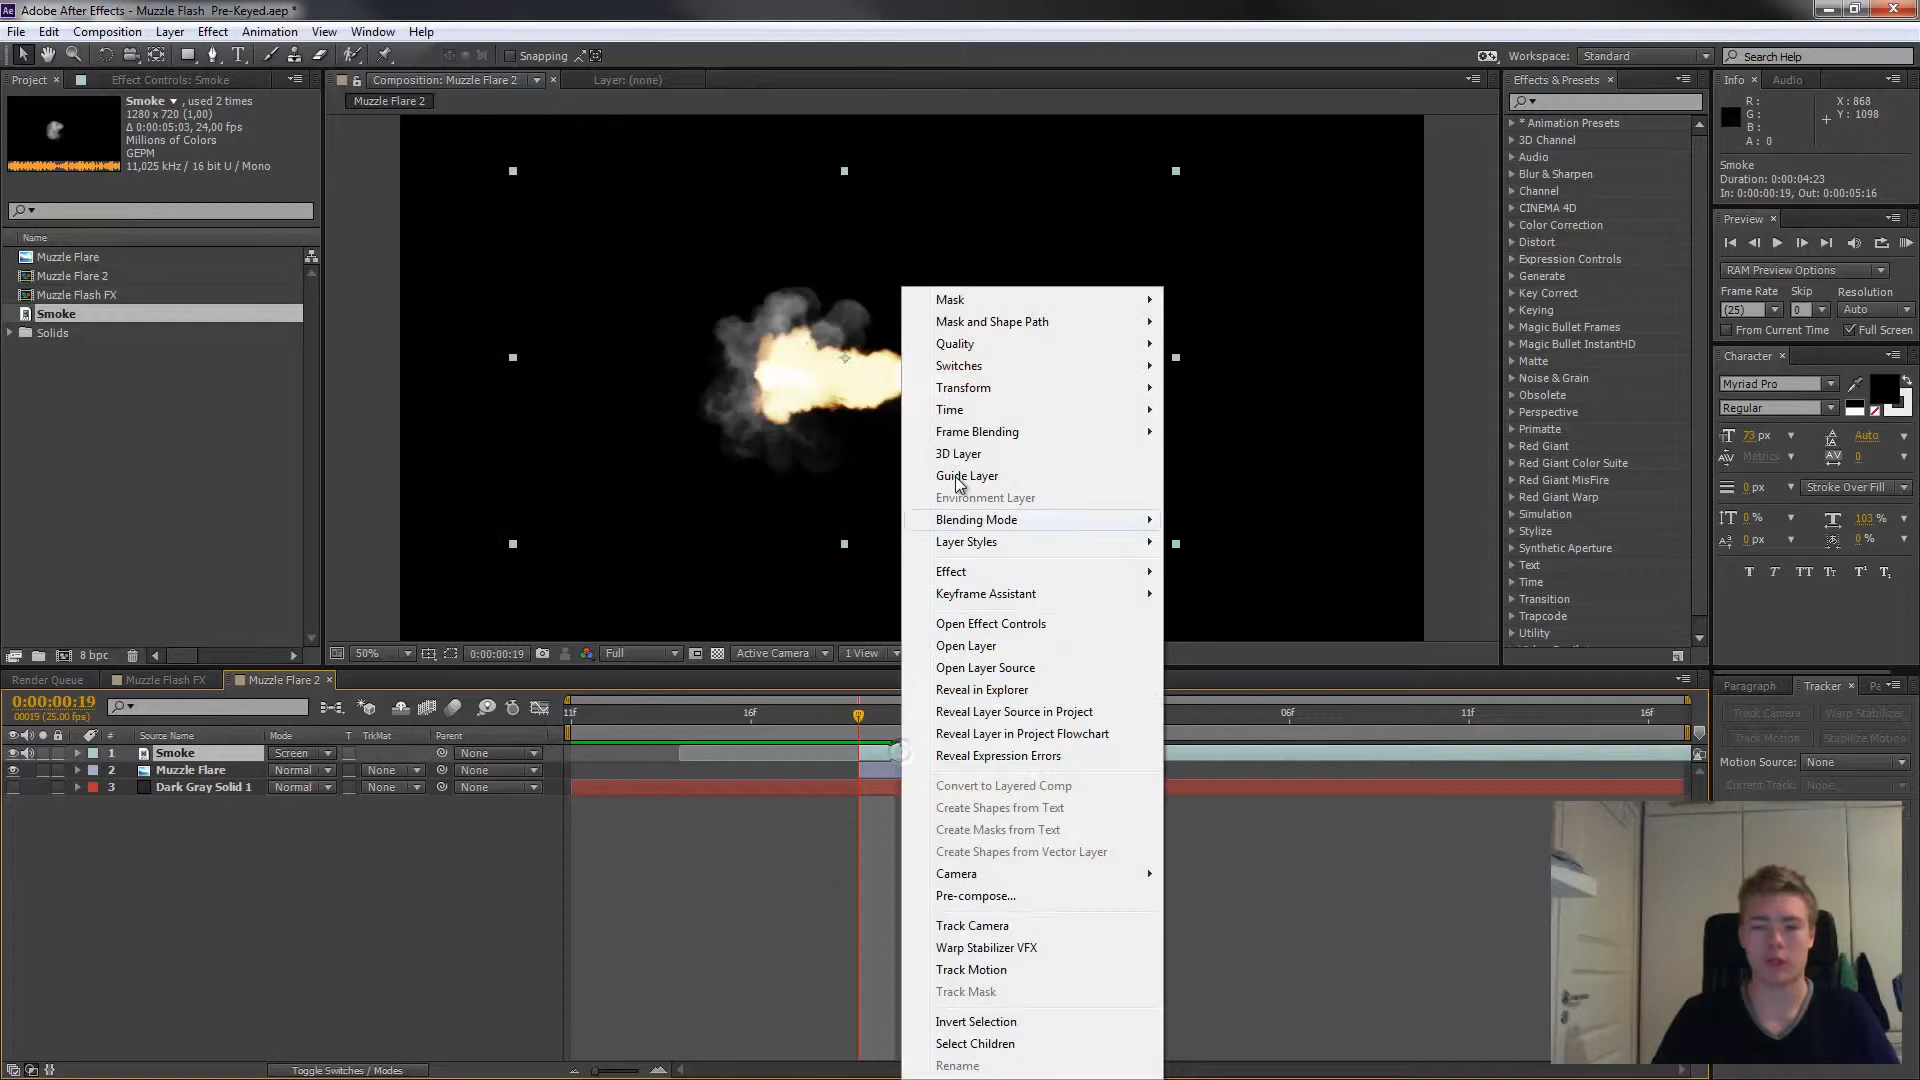 Adobe After Effects - Muzzle Flash Pre-Keyed.aep *
File Edit Composition Layer Effect Animation View Window Help
Snapping
Workspace: Standard
Search Help
Project
Effect Controls: Smoke
Smoke , used 2 times
1280 x 720 (1,00)
Δ 0:00:05:03, 24,00 fps
Millions of Colors
GEPM
11,025 kHz / 16 bit U / Mono
Name
Muzzle Flare
Muzzle Flare 2
Muzzle Flash FX
Smoke
Solids
8 bpc
Composition: Muzzle Flare 2
Layer: (none)
Muzzle Flare 2
50%
0:00:00:19
Full
Active Camera
1 View
Mask
Mask and Shape Path
Quality
Switches
Transform
Time
Frame Blending
3D Layer
Guide Layer
Environment Layer
Blending Mode
Layer Styles
Effect
Keyframe Assistant
Open Effect Controls
Open Layer
Open Layer Source
Reveal in Explorer
Reveal Layer Source in Project
Reveal Layer in Project Flowchart
Reveal Expression Errors
Convert to Layered Comp
Create Shapes from Text
Create Masks from Text
Create Shapes from Vector Layer
Camera
Pre-compose...
Track Camera
Warp Stabilizer VFX
Track Motion
Track Mask
Invert Selection
Select Children
Rename
Effects & Presets
* Animation Presets
3D Channel
Audio
Blur & Sharpen
Channel
CINEMA 4D
Color Correction
Distort
Expression Controls
Generate
Key Correct
Keying
Magic Bullet Frames
Magic Bullet InstantHD
Matte
Noise & Grain
Obsolete
Perspective
Primatte
Red Giant
Red Giant Color Suite
Red Giant MisFire
Red Giant Warp
Simulation
Stylize
Synthetic Aperture
Text
Time
Transition
Trapcode
Utility
Info
Audio
R:
G:
B:
A: 0
X: 868
Y: 1098
Smoke
Duration: 0:00:04:23
In: 0:00:00:19, Out: 0:00:05:16
Preview
RAM Preview Options
Frame Rate Skip Resolution
(25) 0 Auto
From Current Time Full Screen
Character
Myriad Pro
Regular
73 px Auto
Metrics 0
0 px Stroke Over Fill
0 % 103 %
0 px 0 %
T T TT Tr T¹ T₁
Paragraph
Tracker
Track Camera Warp Stabilizer
Track Motion Stabilize Motion
Motion Source: None
Current Track: None
Render Queue
Muzzle Flash FX
Muzzle Flare 2
0:00:00:19
00019 (25.00 fps)
# Source Name Mode T TrkMat Parent
1 Smoke Screen None
2 Muzzle Flare Normal None None
3 Dark Gray Solid 1 Normal None None
11f 16f 06f 11f 16f
Toggle Switches / Modes